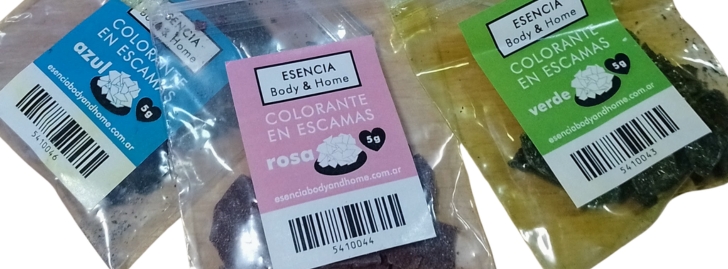 ESENCIA
Body & Home
COLORANTE
EN ESCAMAS
azul
5g
esenciabodyandhome.com.ar
5410046
ESENCIA
Body & Home
COLORANTE
EN ESCAMAS
rosa
5g
esenciabodyandhome.com.ar
5410044
ESENCIA
Body & Home
COLORANTE
EN ESCAMAS
verde
5g
esenciabodyandhome.com.ar
5410043